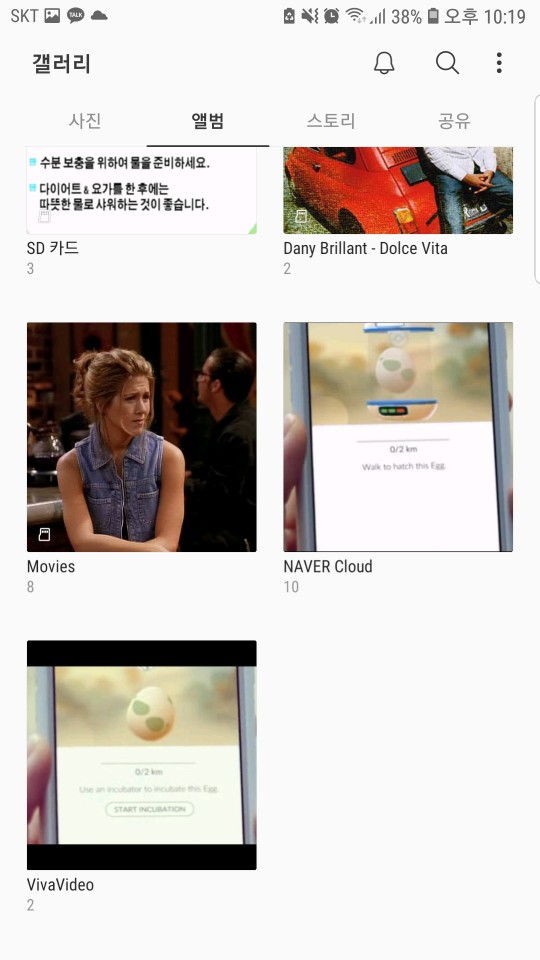 SKT TALK 38% 오후 10:19
갤러리
사진 앨범 스토리 공유
수분 보충을 위하여 물을 준비하세요.
다이어트 & 요가를 한 후에는
따뜻한 물로 샤워하는 것이 좋습니다.
SD 카드
3
Dany Brillant - Dolce Vita
2
0/2 km
Walk to hatch this Egg.
Movies
8
NAVER Cloud
10
0/2 km
Use an incubator to incubate this Egg.
START INCUBATION
VivaVideo
2